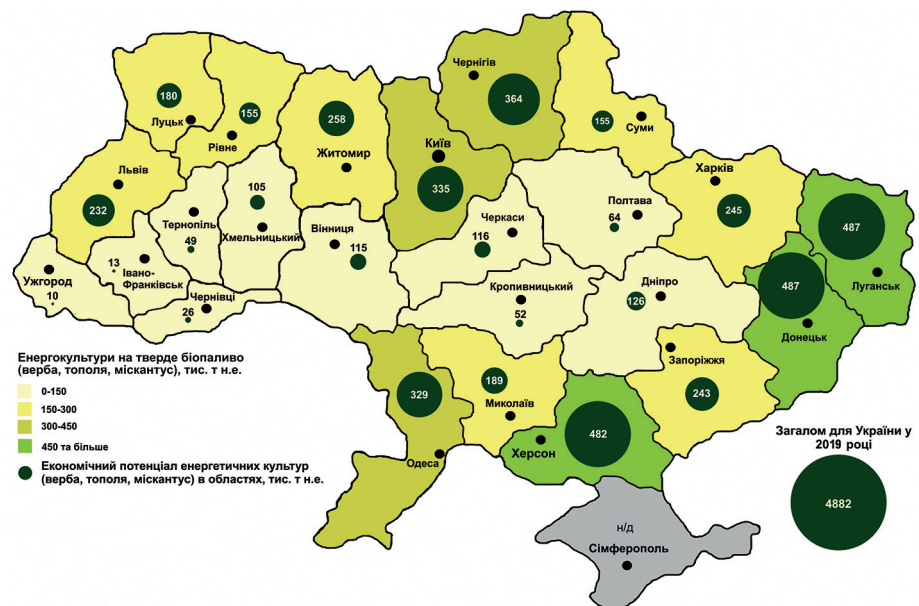 Чернігів
364
180
Луцьк
155
Рівне
258
Житомир
Київ
335
155
Суми
Львів
232
Харків
245
105
Хмельницький
Тернопіль
49
Вінниця
115
Черкаси
116
Полтава
64
487
Луганськ
13
Івано-
Франківськ
Ужгород
10
Чернівці
26
Кропивницький
52
Дніпро
126
487
Донецьк
Запоріжжя
243
329
Одеса
189
Миколаїв
Херсон
482
н/д
Сімферополь
Енергокультури на тверде біопаливо
(верба, тополя, міскантус), тис. т н.е.
0-150
150-300
300-450
450 та більше
Економічний потенціал енергетичних культур
(верба, тополя, міскантус) в областях, тис. т н.е.
Загалом для України у
2019 році
4882